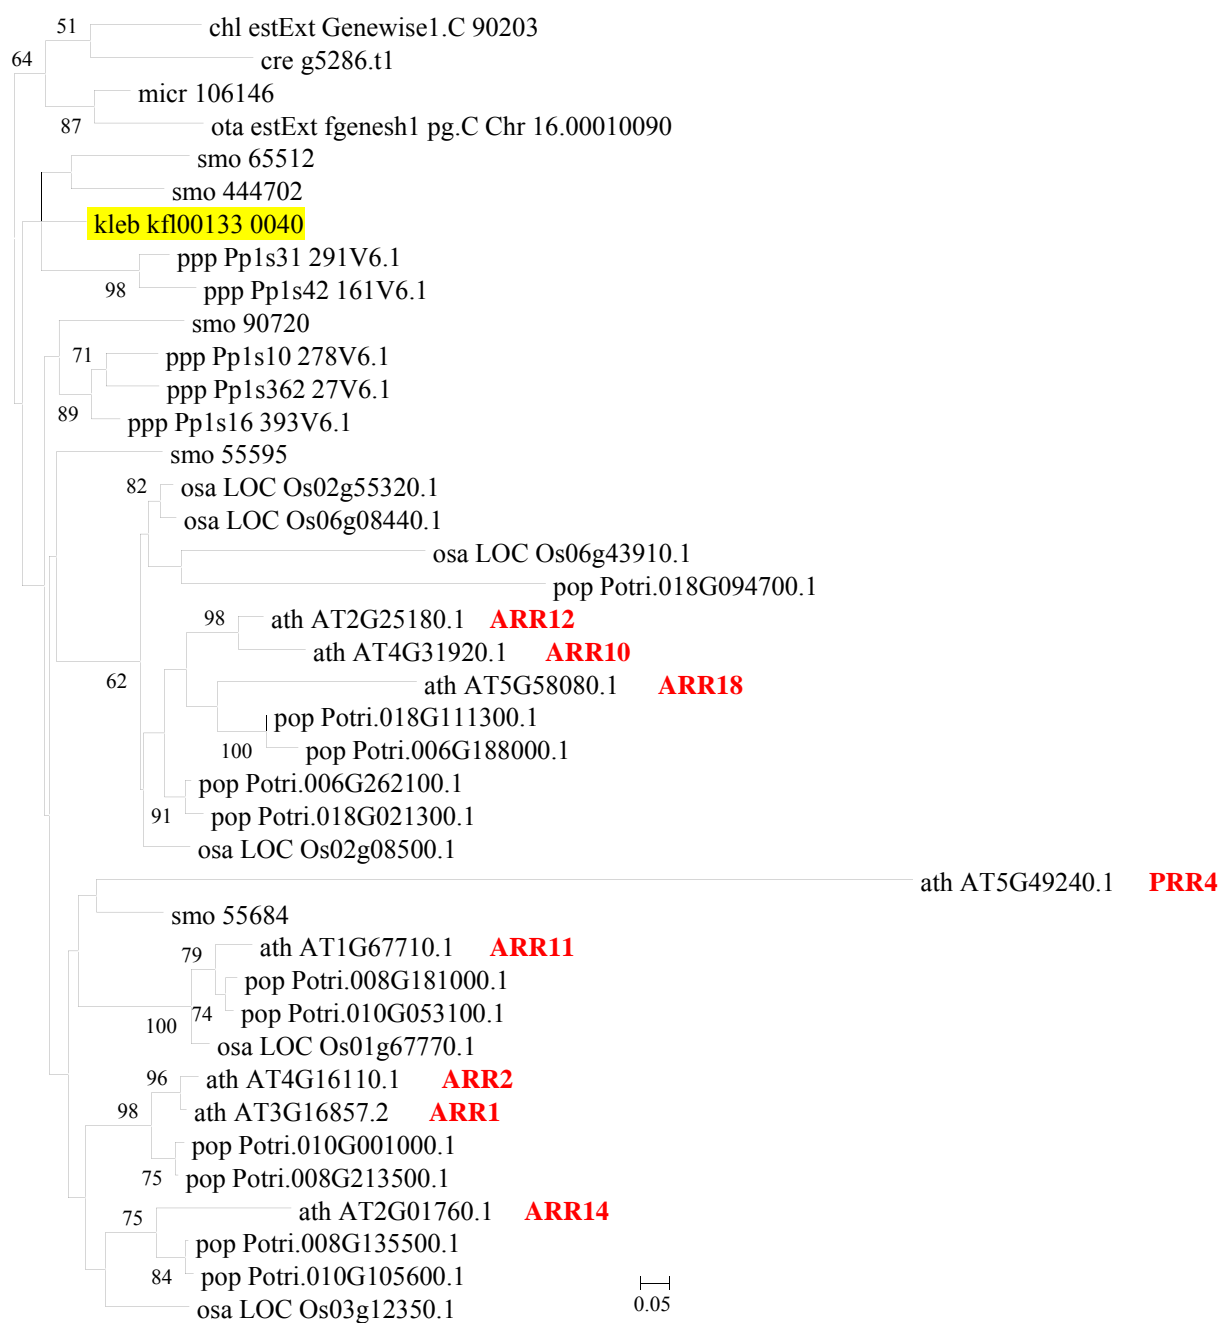 51
chl estExt Genewise1.C 90203
64
cre g5286.t1
micr 106146
87
ota estExt fgenesh1 pg.C Chr 16.00010090
smo 65512
smo 444702
kleb kfl00133 0040
ppp Pp1s31 291V6.1
98
ppp Pp1s42 161V6.1
smo 90720
71
ppp Pp1s10 278V6.1
ppp Pp1s362 27V6.1
89
ppp Pp1s16 393V6.1
smo 55595
82
osa LOC Os02g55320.1
osa LOC Os06g08440.1
osa LOC Os06g43910.1
pop Potri.018G094700.1
98
ath AT2G25180.1 ARR12
ath AT4G31920.1 ARR10
62
ath AT5G58080.1 ARR18
pop Potri.018G111300.1
100
pop Potri.006G188000.1
pop Potri.006G262100.1
91
pop Potri.018G021300.1
osa LOC Os02g08500.1
ath AT5G49240.1 PRR4
smo 55684
79
ath AT1G67710.1 ARR11
pop Potri.008G181000.1
74
pop Potri.010G053100.1
100
osa LOC Os01g67770.1
96
ath AT4G16110.1 ARR2
98
ath AT3G16857.2 ARR1
pop Potri.010G001000.1
75
pop Potri.008G213500.1
75
ath AT2G01760.1 ARR14
pop Potri.008G135500.1
84
pop Potri.010G105600.1
osa LOC Os03g12350.1
0.05